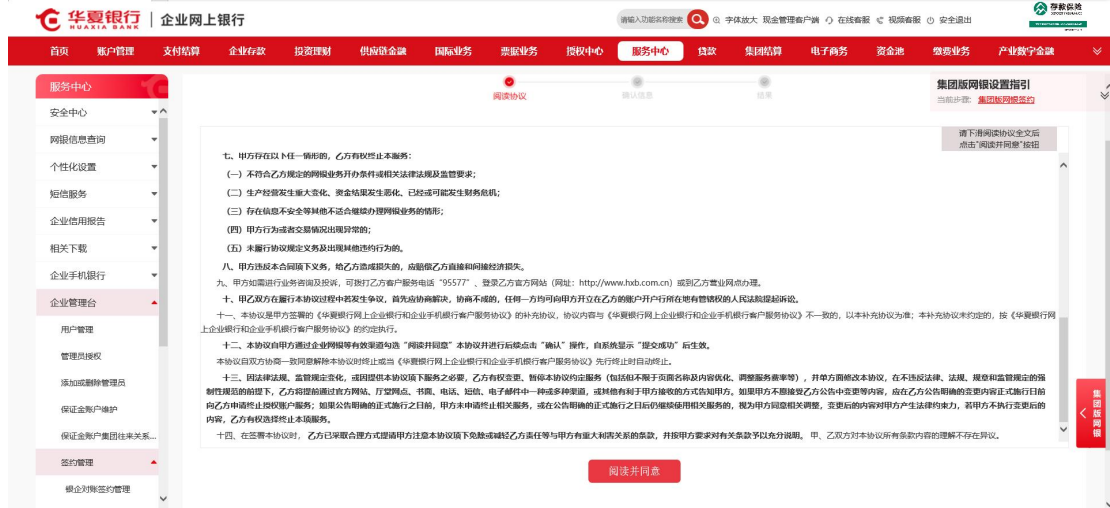 华夏银行 企业网上银行
HUAXIA BANK
请输入功能名称搜索 字体放大 现金管理客户端 在线客服 视频客服 安全退出
存款保险
首页 账户管理 支付结算 企业存款 投资理财 供应链金融 国际业务 票据业务 授权中心 服务中心 贷款 集团结算 电子商务 资金池 缴费业务 产业数字金融
服务中心
安全中心
网银信息查询
个性化设置
短信服务
企业信用报告
相关下载
企业手机银行
企业管理台
用户管理
管理员授权
添加或删除管理员
保证金账户维护
保证金账户集团往来关系...
签约管理
银企对账签约管理
阅读协议
确认信息
结果
集团版网银设置指引
当前步骤: 集团版网银签约
请下滑阅读协议全文后
点击"阅读并同意"按钮
七、甲方存在以下任一情形的，乙方有权终止本服务：
（一）不符合乙方规定的网银业务开办条件或相关法律法规及监管要求；
（二）生产经营发生重大变化、资金结果发生恶化、已经或可能发生财务危机；
（三）存在信息不安全等其他不适合继续办理网银业务的情形；
（四）甲方行为或者交易情况出现异常的；
（五）未履行协议规定义务及出现其他违约行为的。
八、甲方违反本合同项下义务，给乙方造成损失的，应赔偿乙方直接和间接经济损失。
九、甲方如需进行业务咨询及投诉，可拨打乙方客户服务电话“95577”、登录乙方官方网站（网址：http://www.hxb.com.cn）或到乙方营业网点办理。
十、甲乙双方在履行本协议过程中若发生争议，首先应协商解决，协商不成的，任何一方均可向甲方开立在乙方的账户开户行所在地有管辖权的人民法院提起诉讼。
十一、本协议是甲方签署的《华夏银行网上企业银行和企业手机银行客户服务协议》的补充协议，协议内容与《华夏银行网上企业银行和企业手机银行客户服务协议》不一致的，以本补充协议为准；本补充协议未约定的，按《华夏银行网
上企业银行和企业手机银行客户服务协议》的约定执行。
十二、本协议自甲方通过企业网银等有效渠道勾选“阅读并同意”本协议并进行后续点击“确认”操作，自系统显示“提交成功”后生效。
本协议自双方协商一致同意解除本协议时终止或当《华夏银行网上企业银行和企业手机银行客户服务协议》先行终止时自动终止。
十三、因法律法规、监管规定变化，或因提供本协议项下服务之必要，乙方有权变更、暂停本协议约定服务（包括但不限于页面名称及内容优化、调整服务费率等），并单方面修改本协议，在不违反法律、法规、规章和监管规定的强
制性规范的前提下，乙方将提前通过官方网站、厅堂网点、书面、电话、短信、电子邮件中一种或多种渠道，或其他有利于甲方接收的方式告知甲方。如果甲方不愿接受乙方公告中变更等内容，应在乙方公告明确的变更内容正式施行日前
向乙方申请终止授权账户服务；如果公告明确的正式施行之日前，甲方未申请终止相关服务，或在公告明确的正式施行之日后仍继续使用相关服务的，视为甲方同意相关调整，变更后的内容对甲方产生法律约束力，若甲方不执行变更后的
内容，乙方有权选择终止本项服务。
十四、在签署本协议时，乙方已采取合理方式提请甲方注意本协议项下免除或减轻乙方责任等与甲方有重大利害关系的条款，并按甲方要求对有关条款予以充分说明。甲、乙双方对本协议所有条款内容的理解不存在异议。
阅读并同意
集团版网银